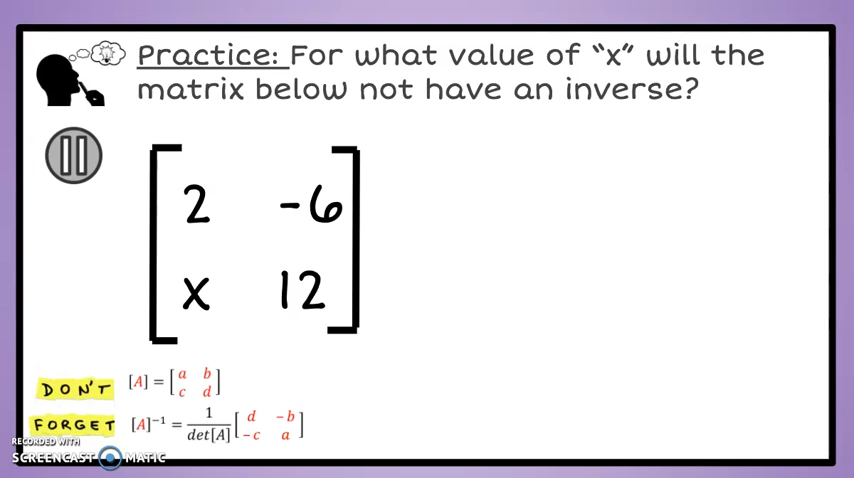 Practice: For what value of “x” will the
matrix below not have an inverse?
2 -6
x 12
DON'T [A] = [a b
c d]
FORGET [A]⁻¹ = 1/det[A] [d -b
-c a]
RECORDED WITH
SCREENCAST MATIC